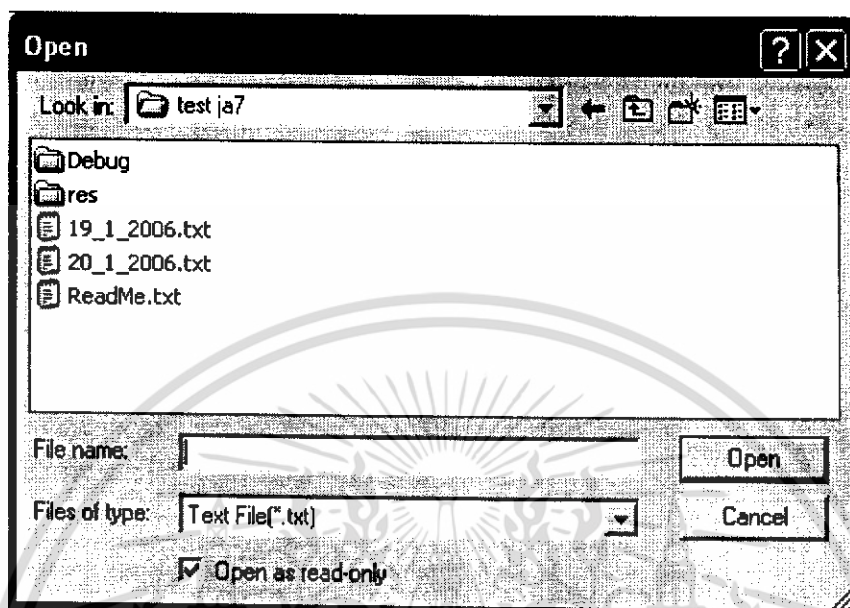 Open
Look in: test ja7
Debug
res
19_1_2006.txt
20_1_2006.txt
ReadMe.txt
File name:
Open
Files of type: Text File(*.txt)
Cancel
Open as read-only